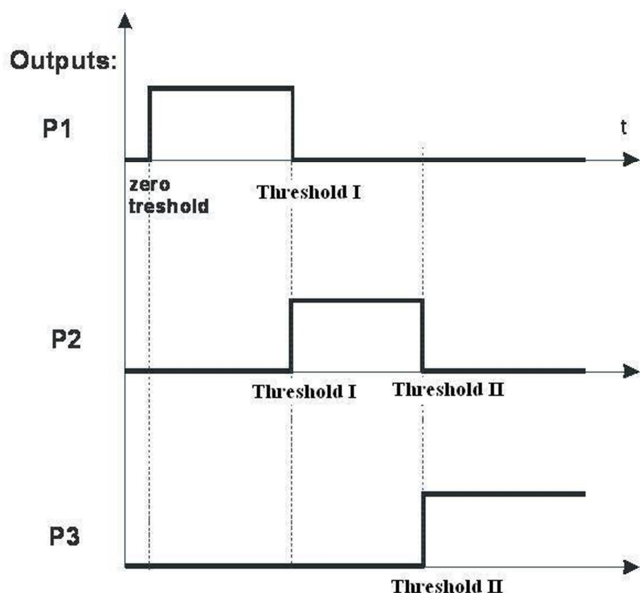 Outputs:
P1
t
zero
treshold
Threshold I
P2
Threshold I
Threshold II
P3
Threshold II